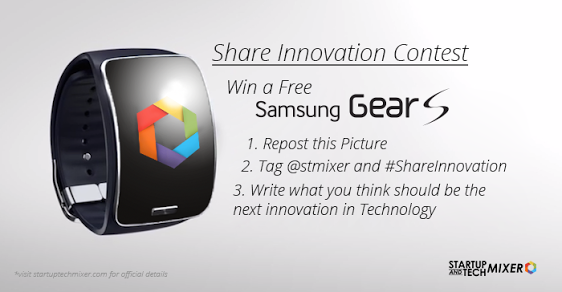 Share Innovation Contest
Win a Free
Samsung Gear S
1. Repost this Picture
2. Tag @stmixer and #ShareInnovation
3. Write what you think should be the
next innovation in Technology
STARTUP AND TECH MIXER
*visit startuptechmixer.com for official details